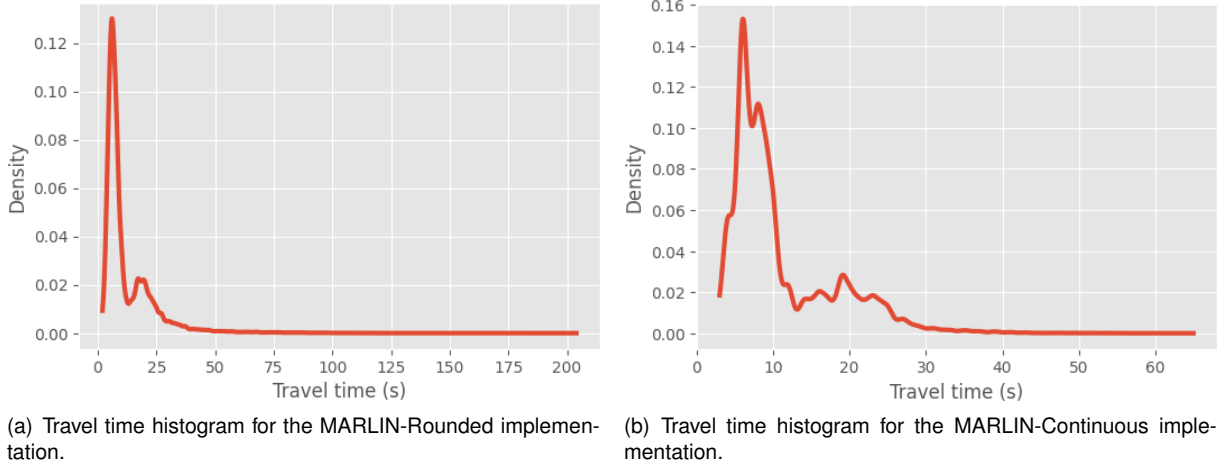 0.12
0.10
0.08
0.06
0.04
0.02
0.00
Density
0 25 50 75 100 125 150 175 200
Travel time (s)
(a) Travel time histogram for the MARLIN-Rounded implemen-
tation.
0.16
0.14
0.12
0.10
0.08
0.06
0.04
0.02
0.00
Density
0 10 20 30 40 50 60
Travel time (s)
(b) Travel time histogram for the MARLIN-Continuous imple-
mentation.